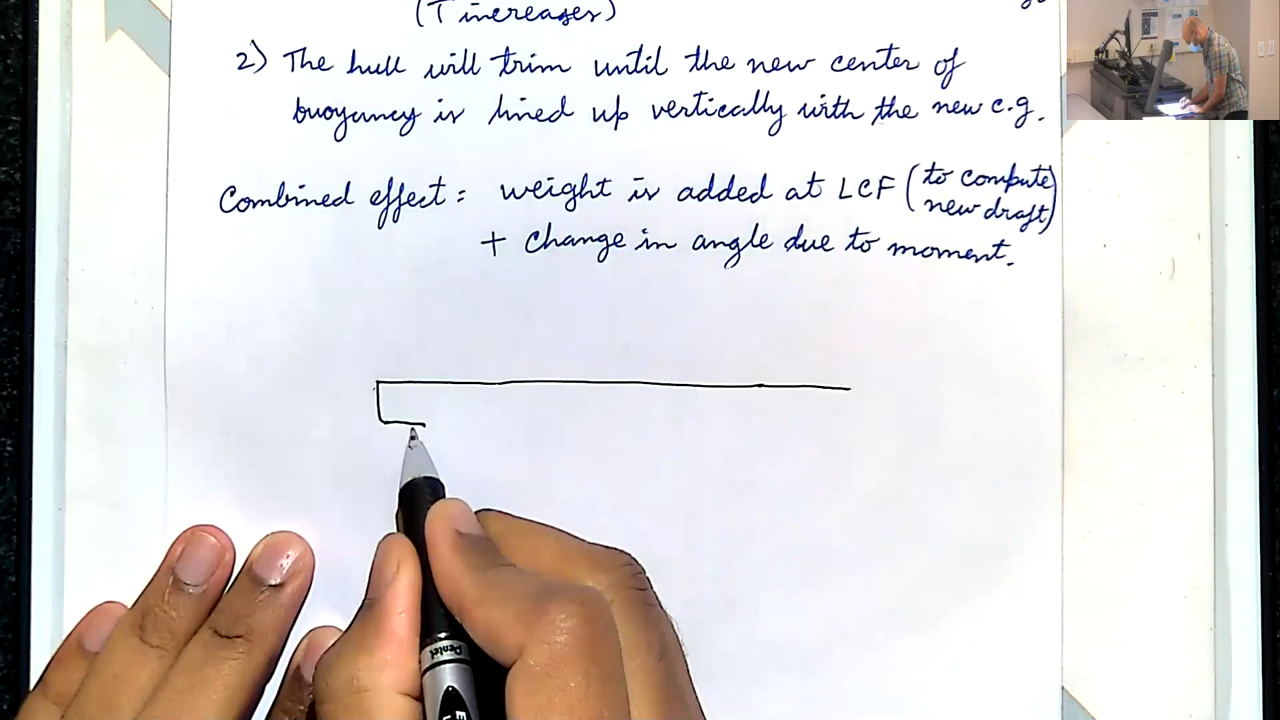 (T increases)
2) The hull will trim until the new center of
buoyancy is lined up vertically with the new c.g.
Combined effect = weight is added at LCF (to compute
new draft)
+ change in angle due to moment.
Pentel